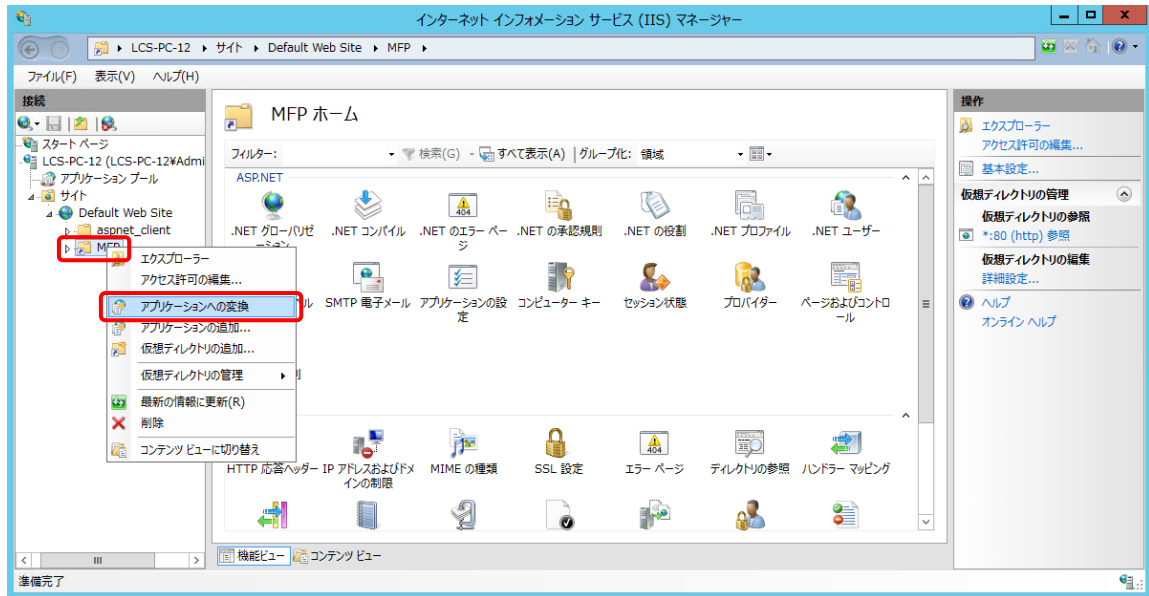 インターネット インフォメーション サービス (IIS) マネージャー
LCS-PC-12 サイト Default Web Site MFP
ファイル(F) 表示(V) ヘルプ(H)
接続
スタート ページ
LCS-PC-12 (LCS-PC-12¥Admi
アプリケーション プール
サイト
Default Web Site
aspnet_client
MFP
エクスプローラー
アクセス許可の編集...
アプリケーションへの変換
アプリケーションの追加...
仮想ディレクトリの追加...
仮想ディレクトリの管理
最新の情報に更新(R)
削除
コンテンツ ビューに切り替え
MFP ホーム
フィルター: 検索(G) すべて表示(A) グループ化: 領域
ASP.NET
.NET グローバリゼーション
.NET コンパイル
.NET のエラー ページ
.NET の承認規則
.NET の役割
.NET プロファイル
.NET ユーザー
ル
SMTP 電子メール
アプリケーションの設定
コンピューター キー
セッション状態
プロバイダー
ページおよびコントロール
HTTP 応答ヘッダー
IP アドレスおよびドメインの制限
MIME の種類
SSL 設定
エラー ページ
ディレクトリの参照
ハンドラー マッピング
機能ビュー コンテンツ ビュー
操作
エクスプローラー
アクセス許可の編集...
基本設定...
仮想ディレクトリの管理
仮想ディレクトリの参照
*:80 (http) 参照
仮想ディレクトリの編集
詳細設定...
ヘルプ
オンライン ヘルプ
準備完了